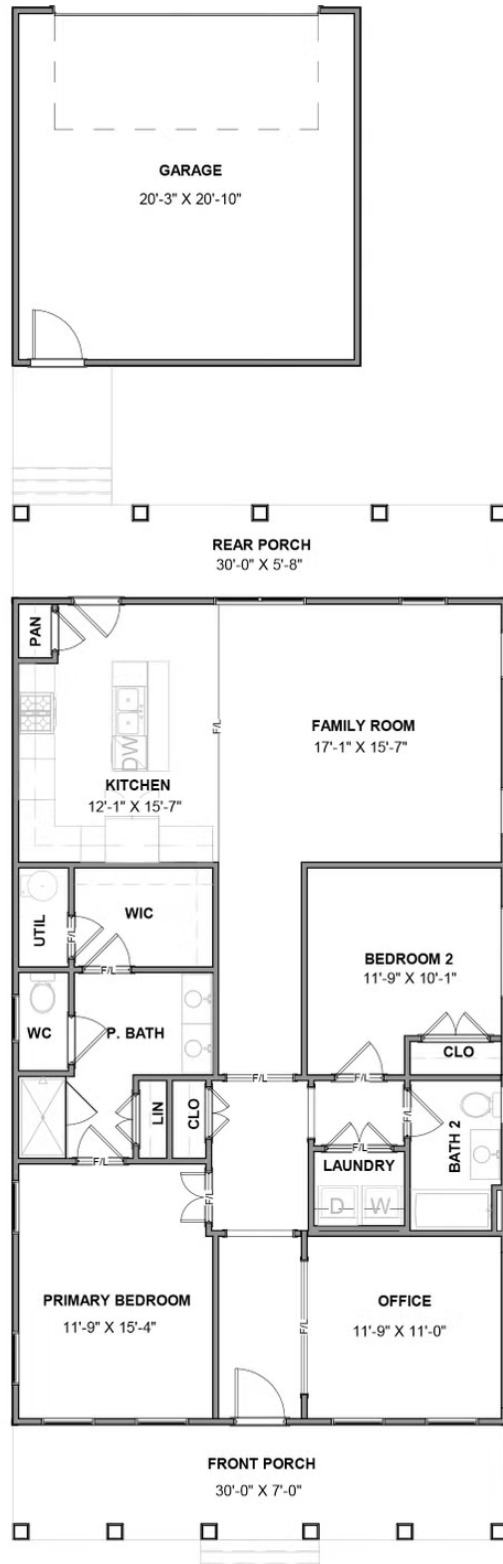 GARAGE
20'-3" X 20'-10"
REAR PORCH
30'-0" X 5'-8"
PAN
F/L
FAMILY ROOM
17'-1" X 15'-7"
DW
KITCHEN
12'-1" X 15'-7"
UTIL
F/L
WIC
F/L
BEDROOM 2
11'-9" X 10'-1"
WC
P. BATH
CLO
F/L
F/L
LIN
CLO
F/L
BATH 2
F/L
LAUNDRY
D
W
F/L
PRIMARY BEDROOM
11'-9" X 15'-4"
OFFICE
11'-9" X 11'-0"
F/L
FRONT PORCH
30'-0" X 7'-0"